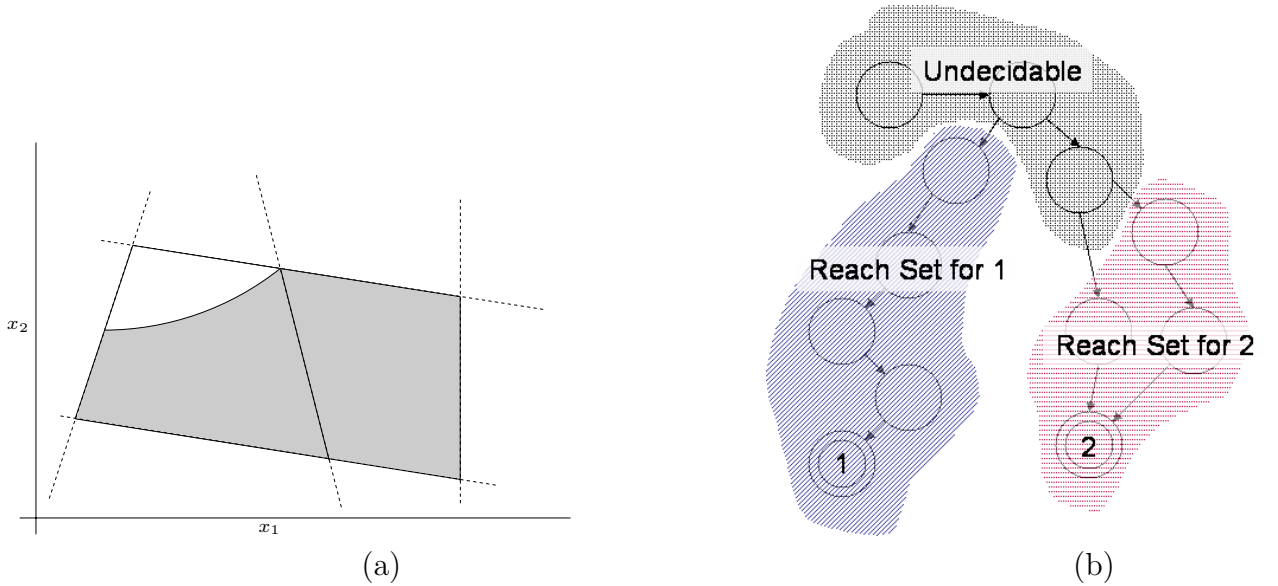 x₂
x₁
(a)
Undecidable
Reach Set for 1
Reach Set for 2
1
2
(b)